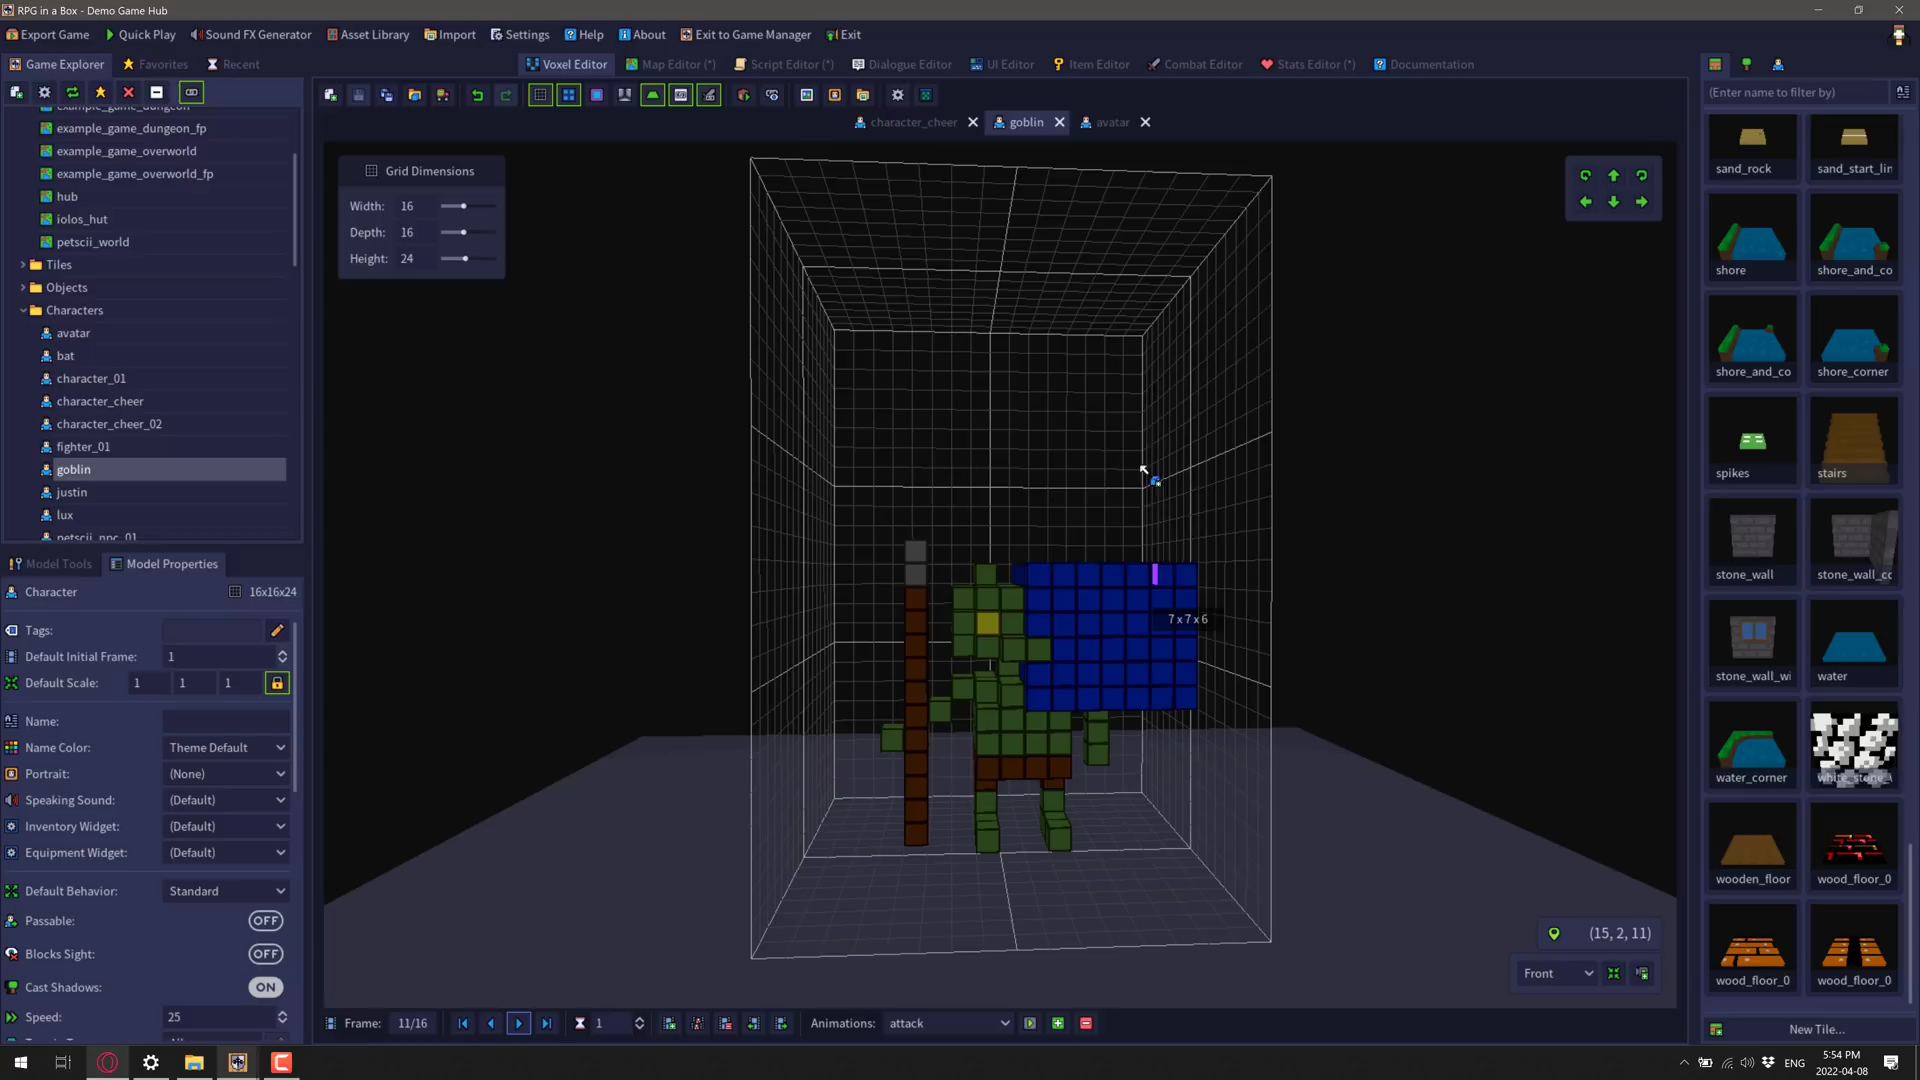 RPG in a Box - Demo Game Hub
Export Game Quick Play Sound FX Generator Asset Library Import Settings Help About Exit to Game Manager Exit
Game Explorer Favorites Recent
Voxel Editor Map Editor (*) Script Editor (*) Dialogue Editor UI Editor Item Editor Combat Editor Stats Editor (*) Documentation
(Enter name to filter by)
character_cheer goblin avatar
example_game_dungeon
example_game_dungeon_fp
example_game_overworld
example_game_overworld_fp
hub
iolos_hut
petscii_world
Tiles
Objects
Characters
avatar
bat
character_01
character_cheer
character_cheer_02
fighter_01
goblin
justin
lux
petscii_npc_01
Model Tools Model Properties
Character 16x16x24
Tags:
Default Initial Frame: 1
Default Scale: 1 1 1
Name:
Name Color: Theme Default
Portrait: (None)
Speaking Sound: (Default)
Inventory Widget: (Default)
Equipment Widget: (Default)
Default Behavior: Standard
Passable: OFF
Blocks Sight: OFF
Cast Shadows: ON
Speed: 25
Grid Dimensions
Width: 16
Depth: 16
Height: 24
7x7x6
(15, 2, 11)
Front
Frame: 11/16 1 Animations: attack
sand_rock sand_start_lin
shore shore_and_co
shore_and_co shore_corner
spikes stairs
stone_wall stone_wall_cc
stone_wall_wi water
water_corner white_stone_
wooden_floor wood_floor_0
wood_floor_0 wood_floor_0
New Tile...
ENG
5:54 PM
2022-04-08